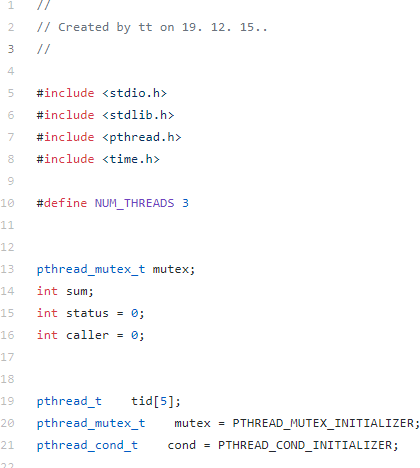 1 //
2 // Created by tt on 19. 12. 15..
3 //
4
5 #include <stdio.h>
6 #include <stdlib.h>
7 #include <pthread.h>
8 #include <time.h>
9
10 #define NUM_THREADS 3
11
12
13 pthread_mutex_t mutex;
14 int sum;
15 int status = 0;
16 int caller = 0;
17
18
19 pthread_t    tid[5];
20 pthread_mutex_t    mutex = PTHREAD_MUTEX_INITIALIZER;
21 pthread_cond_t    cond = PTHREAD_COND_INITIALIZER;
22